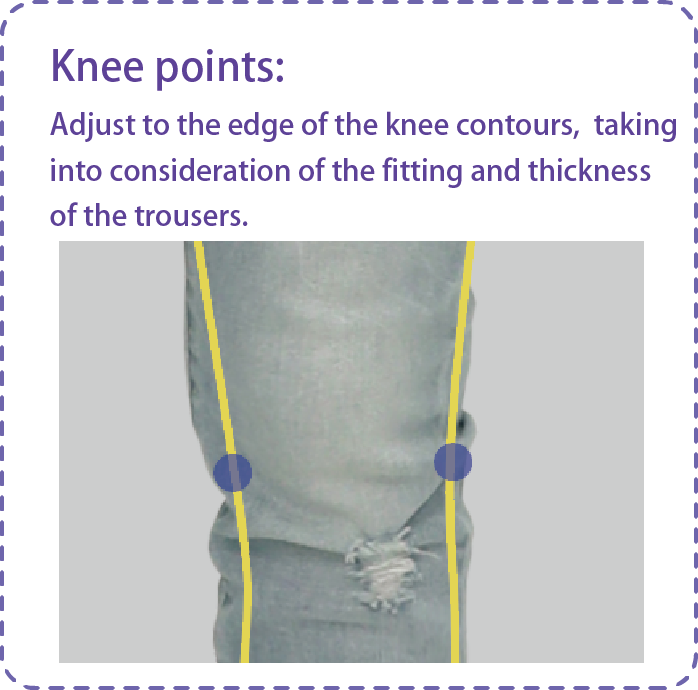 Knee points:
Adjust to the edge of the knee contours, taking
into consideration of the fitting and thickness
of the trousers.